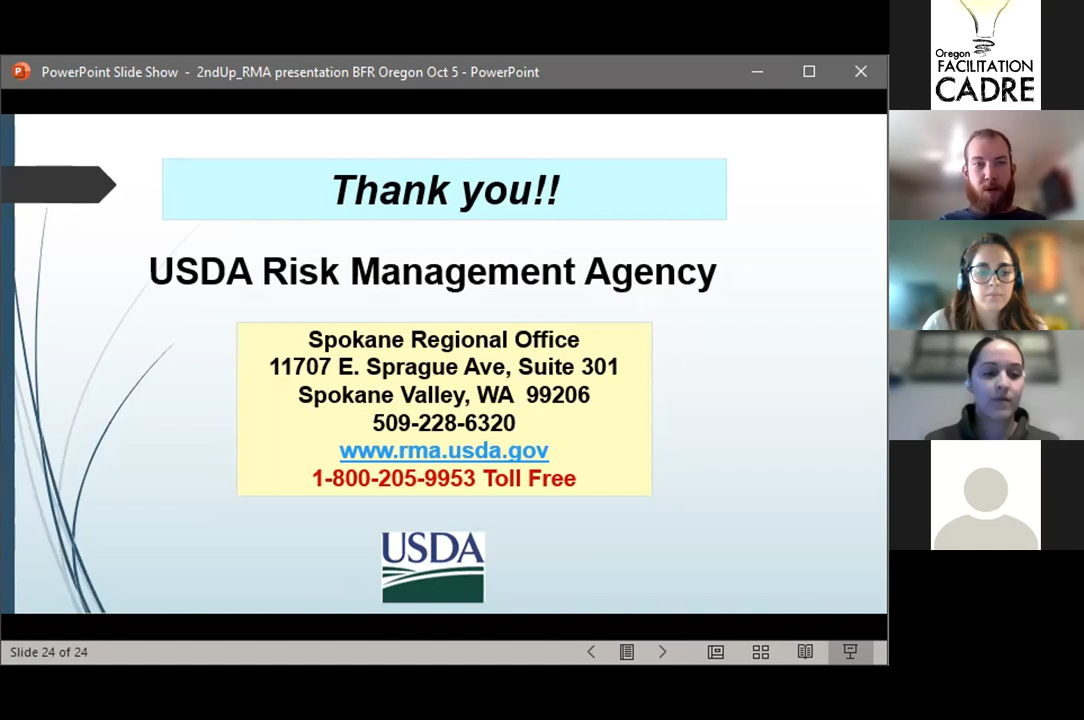 PowerPoint Slide Show - 2ndUp_RMA presentation BFR Oregon Oct 5 - PowerPoint
Thank you!!
USDA Risk Management Agency
Spokane Regional Office
11707 E. Sprague Ave, Suite 301
Spokane Valley, WA 99206
509-228-6320
www.rma.usda.gov
1-800-205-9953 Toll Free
USDA
Slide 24 of 24
Oregon
FACILITATION
CADRE